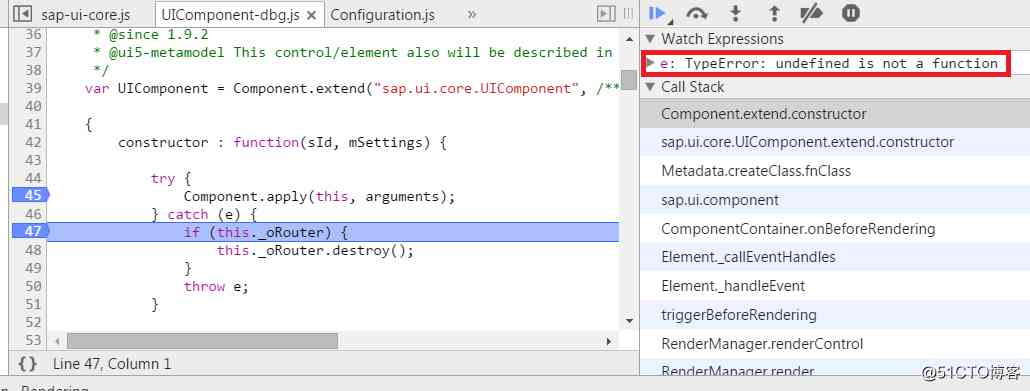 sap-ui-core.js UIComponent-dbg.js × Configuration.js »
36 * @since 1.9.2
37 * @ui5-metamodel This control/element also will be described in
38 */
39 var UIComponent = Component.extend("sap.ui.core.UIComponent", /**
40
41 {
42 constructor : function(sId, mSettings) {
43
44 try {
45 Component.apply(this, arguments);
46 } catch (e) {
47 if (this._oRouter) {
48 this._oRouter.destroy();
49 }
50 throw e;
51 }
52
53
{} Line 47, Column 1
Rendering
Watch Expressions
e: TypeError: undefined is not a function
Call Stack
Component.extend.constructor
sap.ui.core.UIComponent.extend.constructor
Metadata.createClass.fnClass
sap.ui.component
ComponentContainer.onBeforeRendering
Element._callEventHandles
Element._handleEvent
triggerBeforeRendering
RenderManager.renderControl
RenderManager.render
@51CTO博客